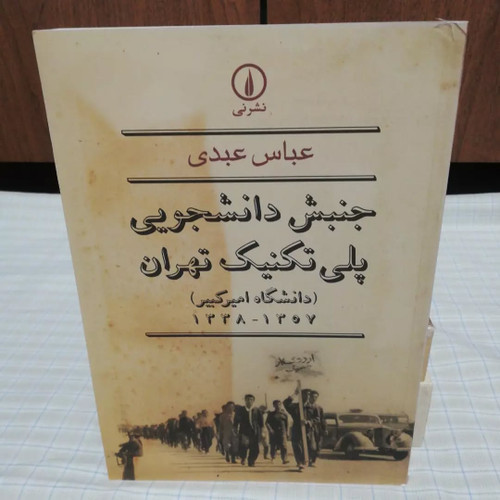 نشرنی
عباس عبدی
جنبش دانشجویی
پلی تکنیک تهران
(دانشگاه امیرکبیر)
۱۳۳۸-۱۳۵۷